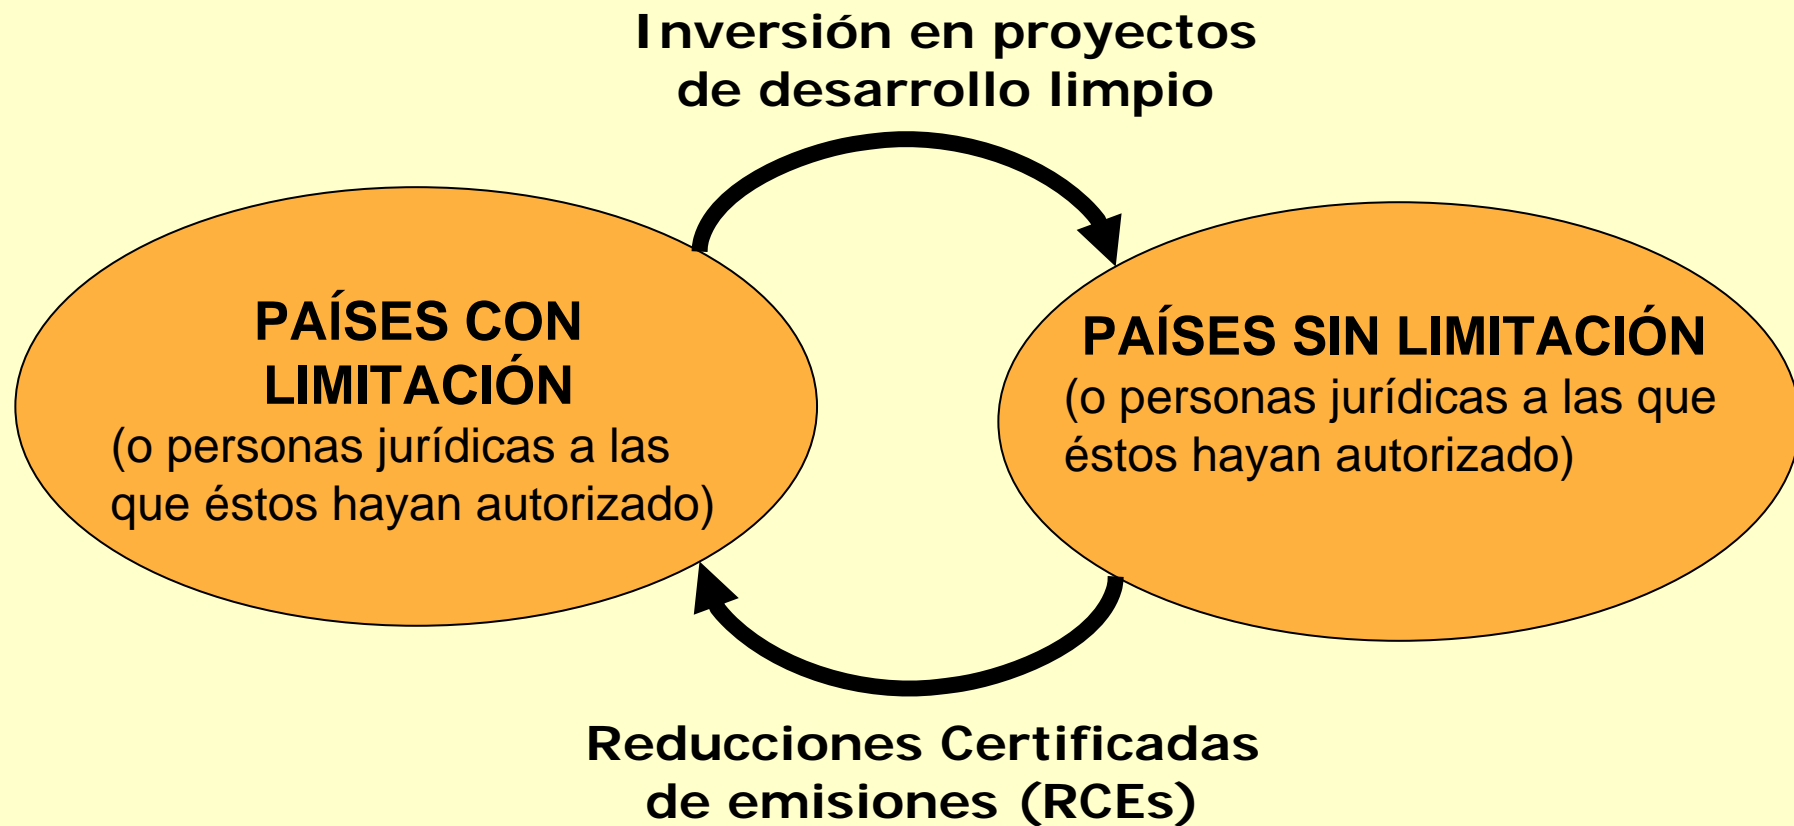 Inversión en proyectos
de desarrollo limpio
PAÍSES CON
LIMITACIÓN
(o personas jurídicas a las
que éstos hayan autorizado)
PAÍSES SIN LIMITACIÓN
(o personas jurídicas a las que
éstos hayan autorizado)
Reducciones Certificadas
de emisiones (RCEs)